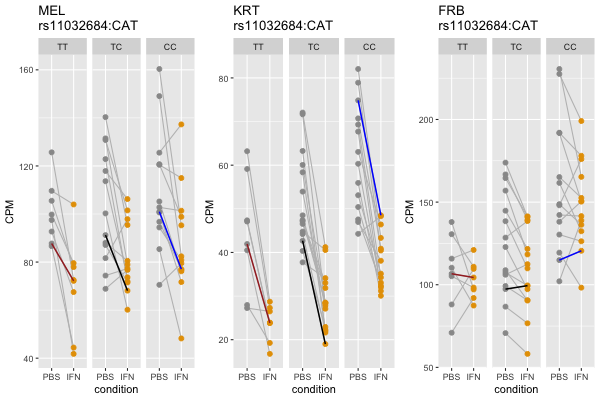 MEL
rs11032684:CAT
TT TC CC
160
120
80
40
CPM
PBS IFN PBS IFN PBS IFN
condition
KRT
rs11032684:CAT
TT TC CC
80
60
40
20
CPM
PBS IFN PBS IFN PBS IFN
condition
FRB
rs11032684:CAT
TT TC CC
200
150
100
50
CPM
PBS IFN PBS IFN PBS IFN
condition